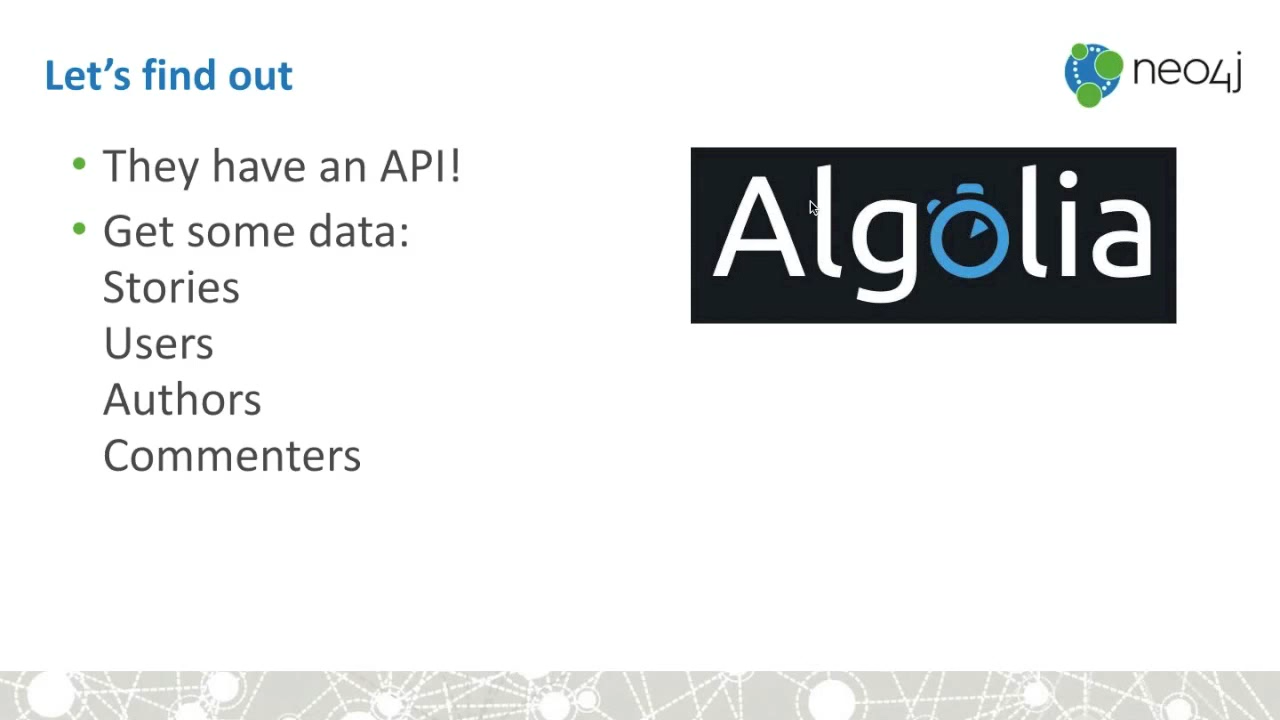 Let’s find out
neo4j
• They have an API!
• Get some data:
Stories
Users
Authors
Commenters
Algolia